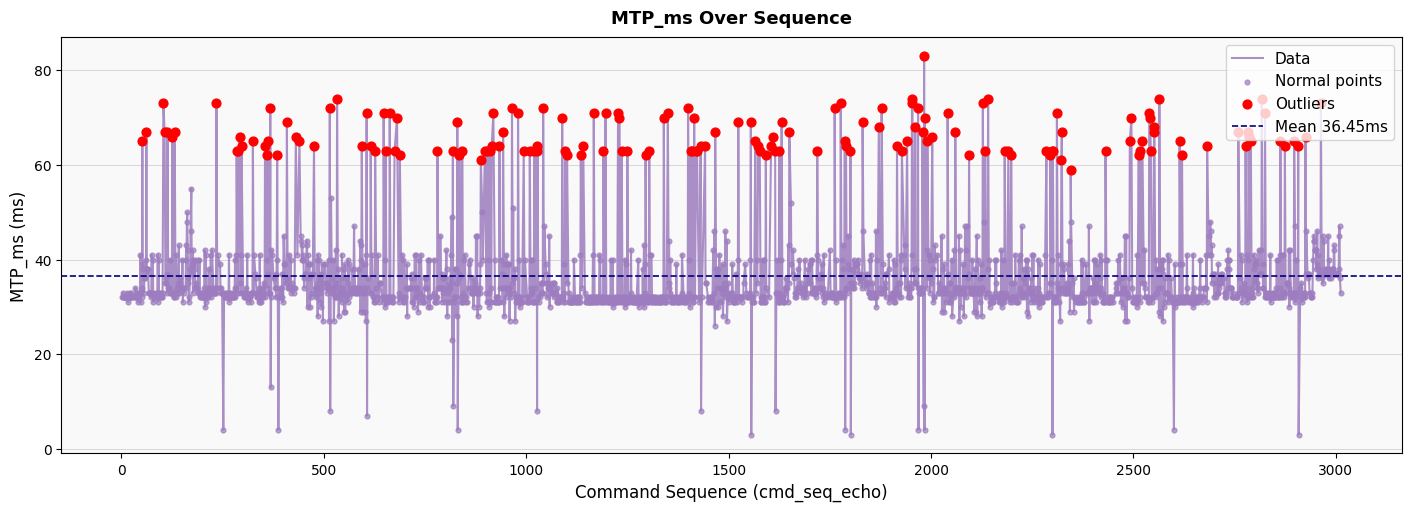 MTP_ms Over Sequence
MTP_ms (ms)
80
60
40
20
0
Data
Normal points
Outliers
Mean 36.45ms
0 500 1000 1500 2000 2500 3000
Command Sequence (cmd_seq_echo)